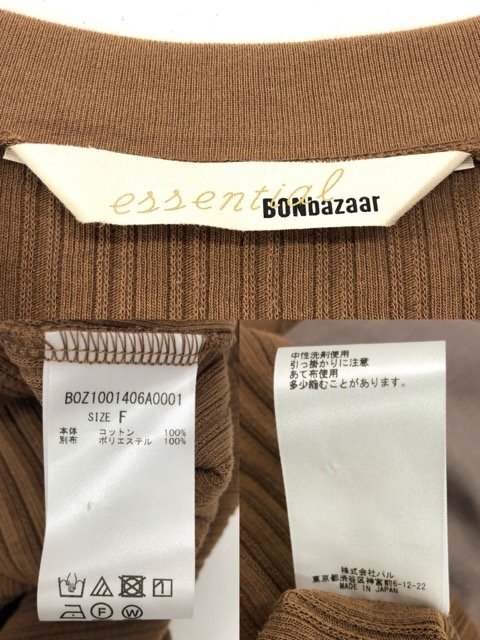 essential
BONbazaar
BOZ1001406A0001
SIZE F
本体 コットン 100%
別布 ポリエステル 100%
F W
中性洗剤使用
引っ掛かりに注意
あて布使用
多少縮むことがあります。
株式会社パル
東京都渋谷区神宮前6-12-22
MADE IN JAPAN